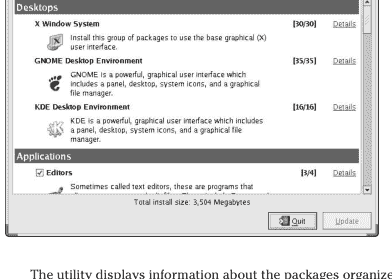 Desktops
X Window System [30/30] Details
Install this group of packages to use the base graphical (X)
user interface.
GNOME Desktop Environment [35/35] Details
GNOME is a powerful, graphical user interface which
includes a panel, desktop, system icons, and a graphical
file manager.
KDE Desktop Environment [16/16] Details
KDE is a powerful, graphical user interface which includes
a panel, desktop, system icons, and a graphical file
manager.
Applications
Editors [3/4] Details
Sometimes called text editors, these are programs that
Total install size: 3,504 Megabytes
Quit Update
The utility displays information about the packages organize